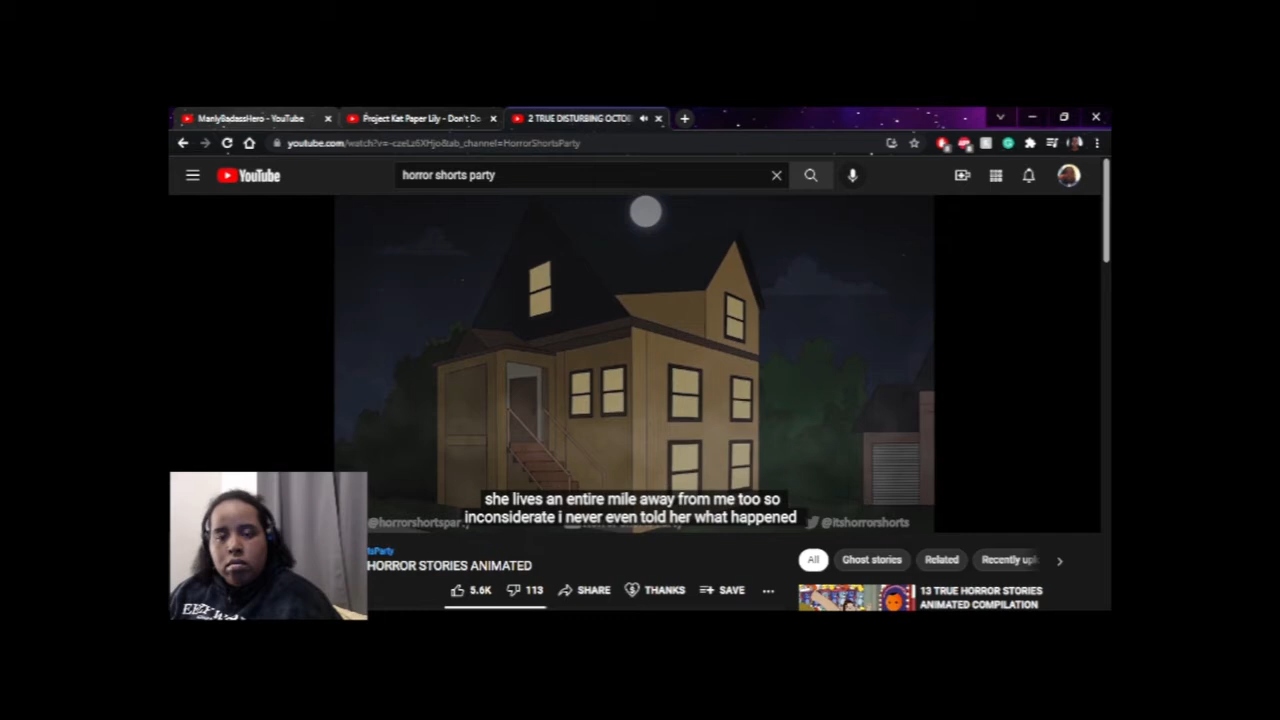 ManlyBadassHero - YouTube
Project Kat Paper Lily - Don't Do
2 TRUE DISTURBING OCTOB
horror shorts party
YouTube
she lives an entire mile away from me too so
inconsiderate i never even told her what happened
@horrorshortspar
@itshorrorshorts
tsParty
HORROR STORIES ANIMATED
5.6K
113
SHARE
THANKS
SAVE
All
Ghost stories
Related
Recently upl
13 TRUE HORROR STORIES
ANIMATED COMPILATION